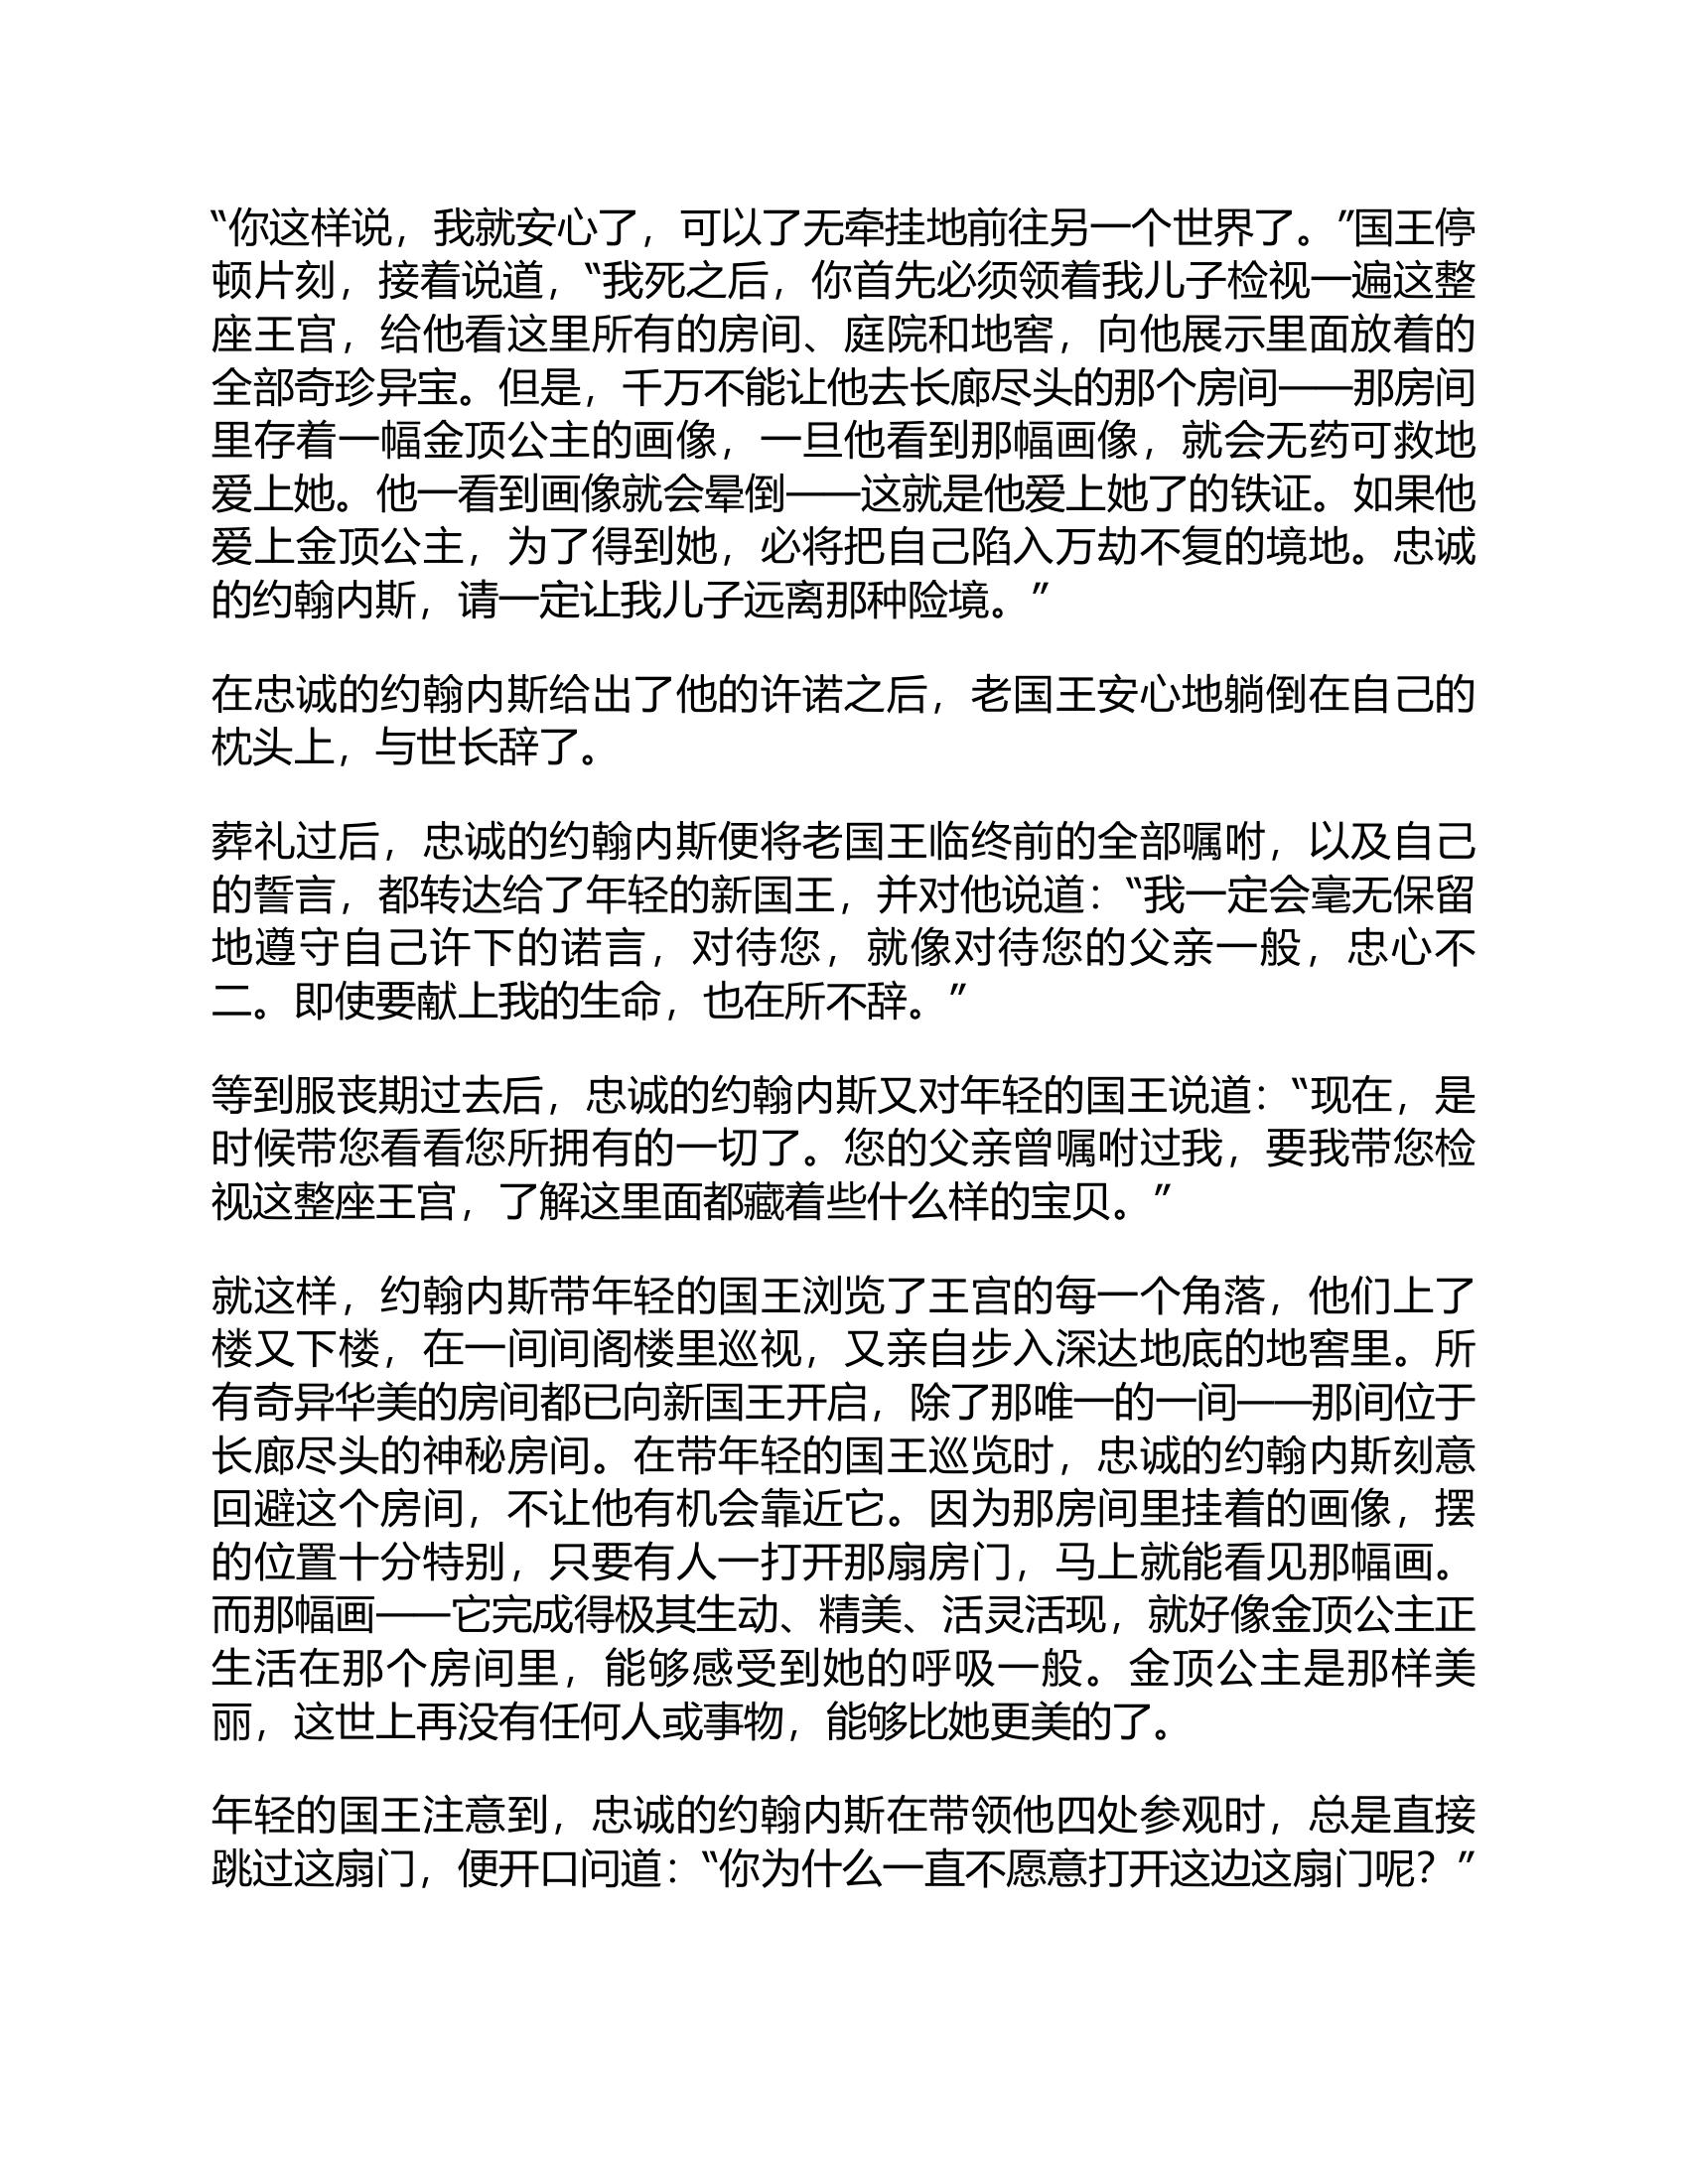 “你这样说，我就安心了，可以了无牵挂地前往另一个世界了。”国王停
顿片刻，接着说道，“我死之后，你首先必须领着我儿子检视一遍这整
座王宫，给他看这里所有的房间、庭院和地窖，向他展示里面放着的
全部奇珍异宝。但是，千万不能让他去长廊尽头的那个房间——那房间
里存着一幅金顶公主的画像，一旦他看到那幅画像，就会无药可救地
爱上她。他一看到画像就会晕倒——这就是他爱上她了的铁证。如果他
爱上金顶公主，为了得到她，必将把自己陷入万劫不复的境地。忠诚
的约翰内斯，请一定让我儿子远离那种险境。”
在忠诚的约翰内斯给出了他的许诺之后，老国王安心地躺倒在自己的
枕头上，与世长辞了。
葬礼过后，忠诚的约翰内斯便将老国王临终前的全部嘱咐，以及自己
的誓言，都转达给了年轻的新国王，并对他说道：“我一定会毫无保留
地遵守自己许下的诺言，对待您，就像对待您的父亲一般，忠心不
二。即使要献上我的生命，也在所不辞。”
等到服丧期过去后，忠诚的约翰内斯又对年轻的国王说道：“现在，是
时候带您看看您所拥有的一切了。您的父亲曾嘱咐过我，要我带您检
视这整座王宫，了解这里面都藏着些什么样的宝贝。”
就这样，约翰内斯带年轻的国王浏览了王宫的每一个角落，他们上了
楼又下楼，在一间间阁楼里巡视，又亲自步入深达地底的地窖里。所
有奇异华美的房间都已向新国王开启，除了那唯一的一间——那间位于
长廊尽头的神秘房间。在带年轻的国王巡览时，忠诚的约翰内斯刻意
回避这个房间，不让他有机会靠近它。因为那房间里挂着的画像，摆
的位置十分特别，只要有人一打开那扇房门，马上就能看见那幅画。
而那幅画——它完成得极其生动、精美、活灵活现，就好像金顶公主正
生活在那个房间里，能够感受到她的呼吸一般。金顶公主是那样美
丽，这世上再没有任何人或事物，能够比她更美的了。
年轻的国王注意到，忠诚的约翰内斯在带领他四处参观时，总是直接
跳过这扇门，便开口问道：“你为什么一直不愿意打开这边这扇门呢？”